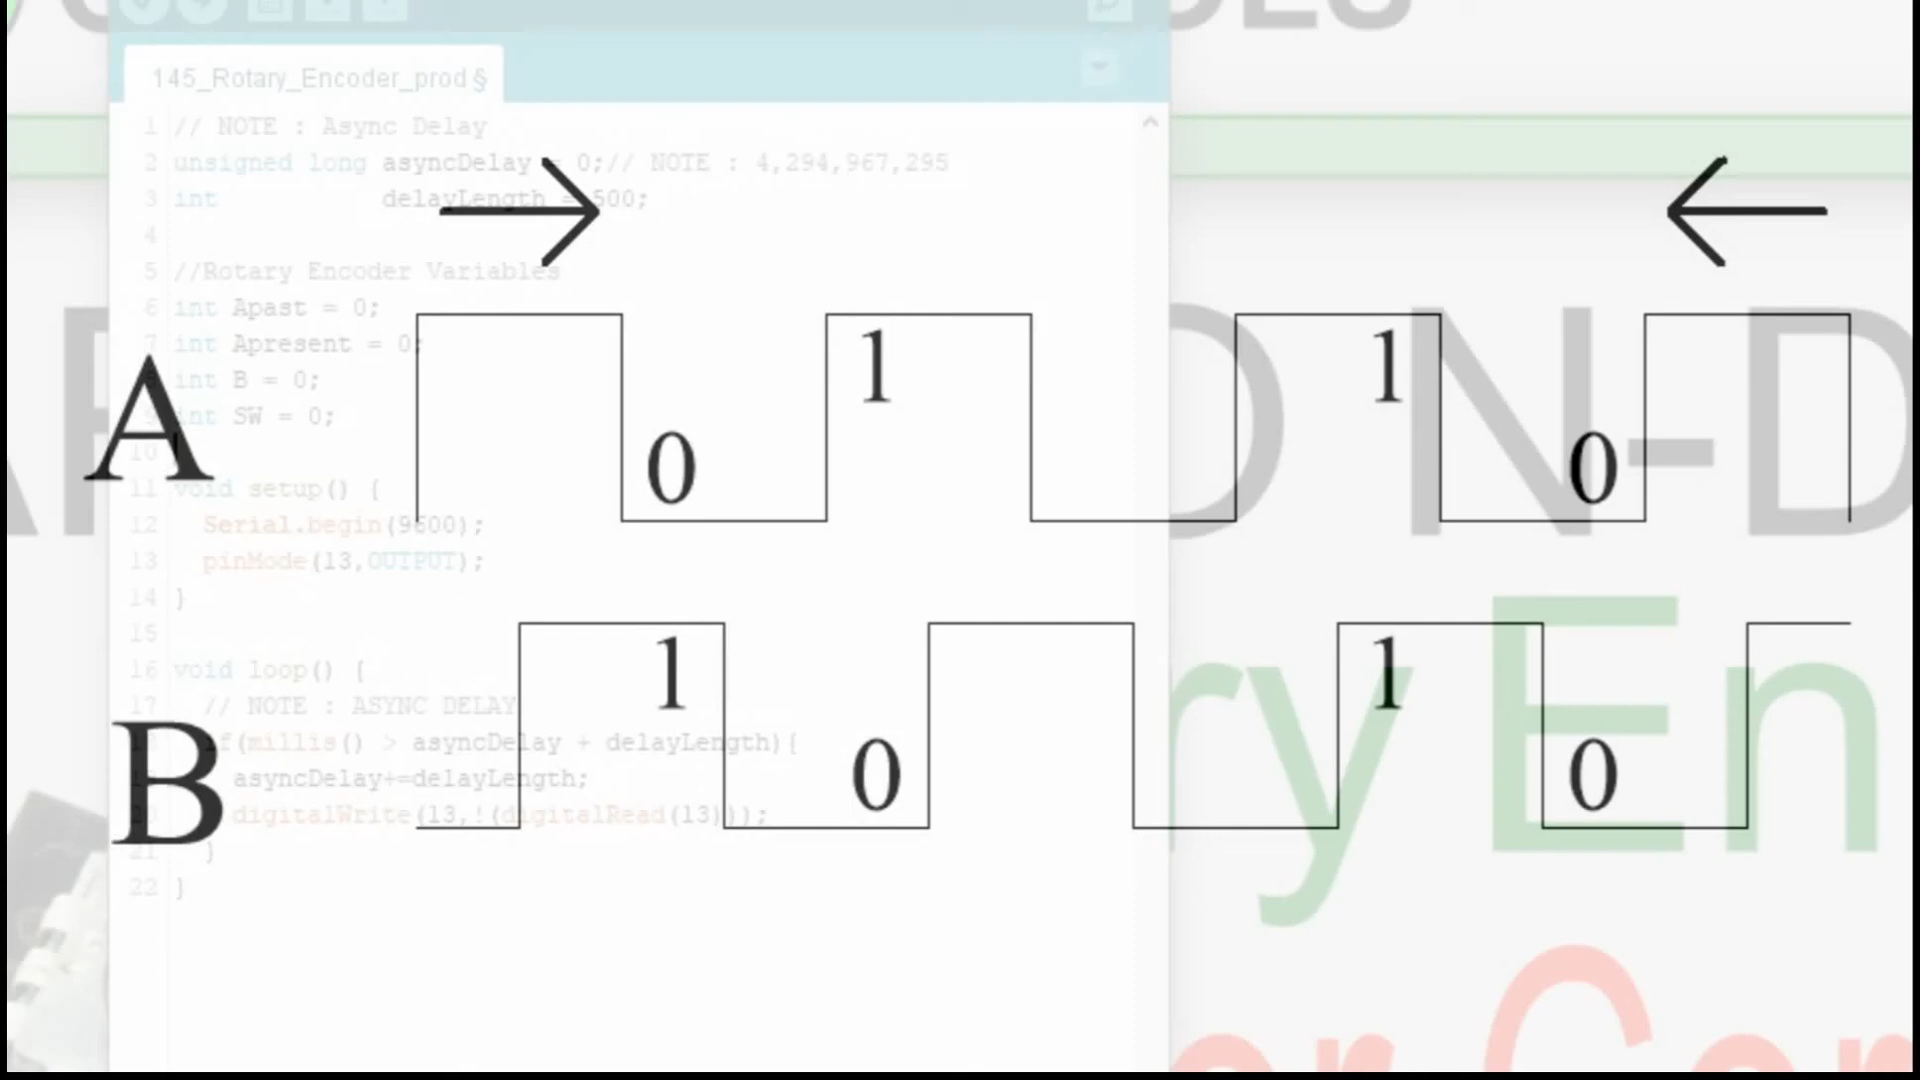 145_Rotary_Encoder_prod §
1 // NOTE : Async Delay
2 unsigned long asyncDelay = 0;// NOTE : 4,294,967,295
3 int delayLength = 500;
4
5 //Rotary Encoder Variables
6 int Apast = 0;
7 int Apresent = 0;
int B = 0;
9 int SW = 0;
10
11 void setup() {
12 Serial.begin(9600);
13 pinMode(13,OUTPUT);
14 }
15
16 void loop() {
17 // NOTE : ASYNC DELAY
if(millis() > asyncDelay + delayLength){
asyncDelay+=delayLength;
digitalWrite(13,!(digitalRead(13)));
21 }
22 }
A
0
1
1
0
B
1
0
1
0
N-D
ry En